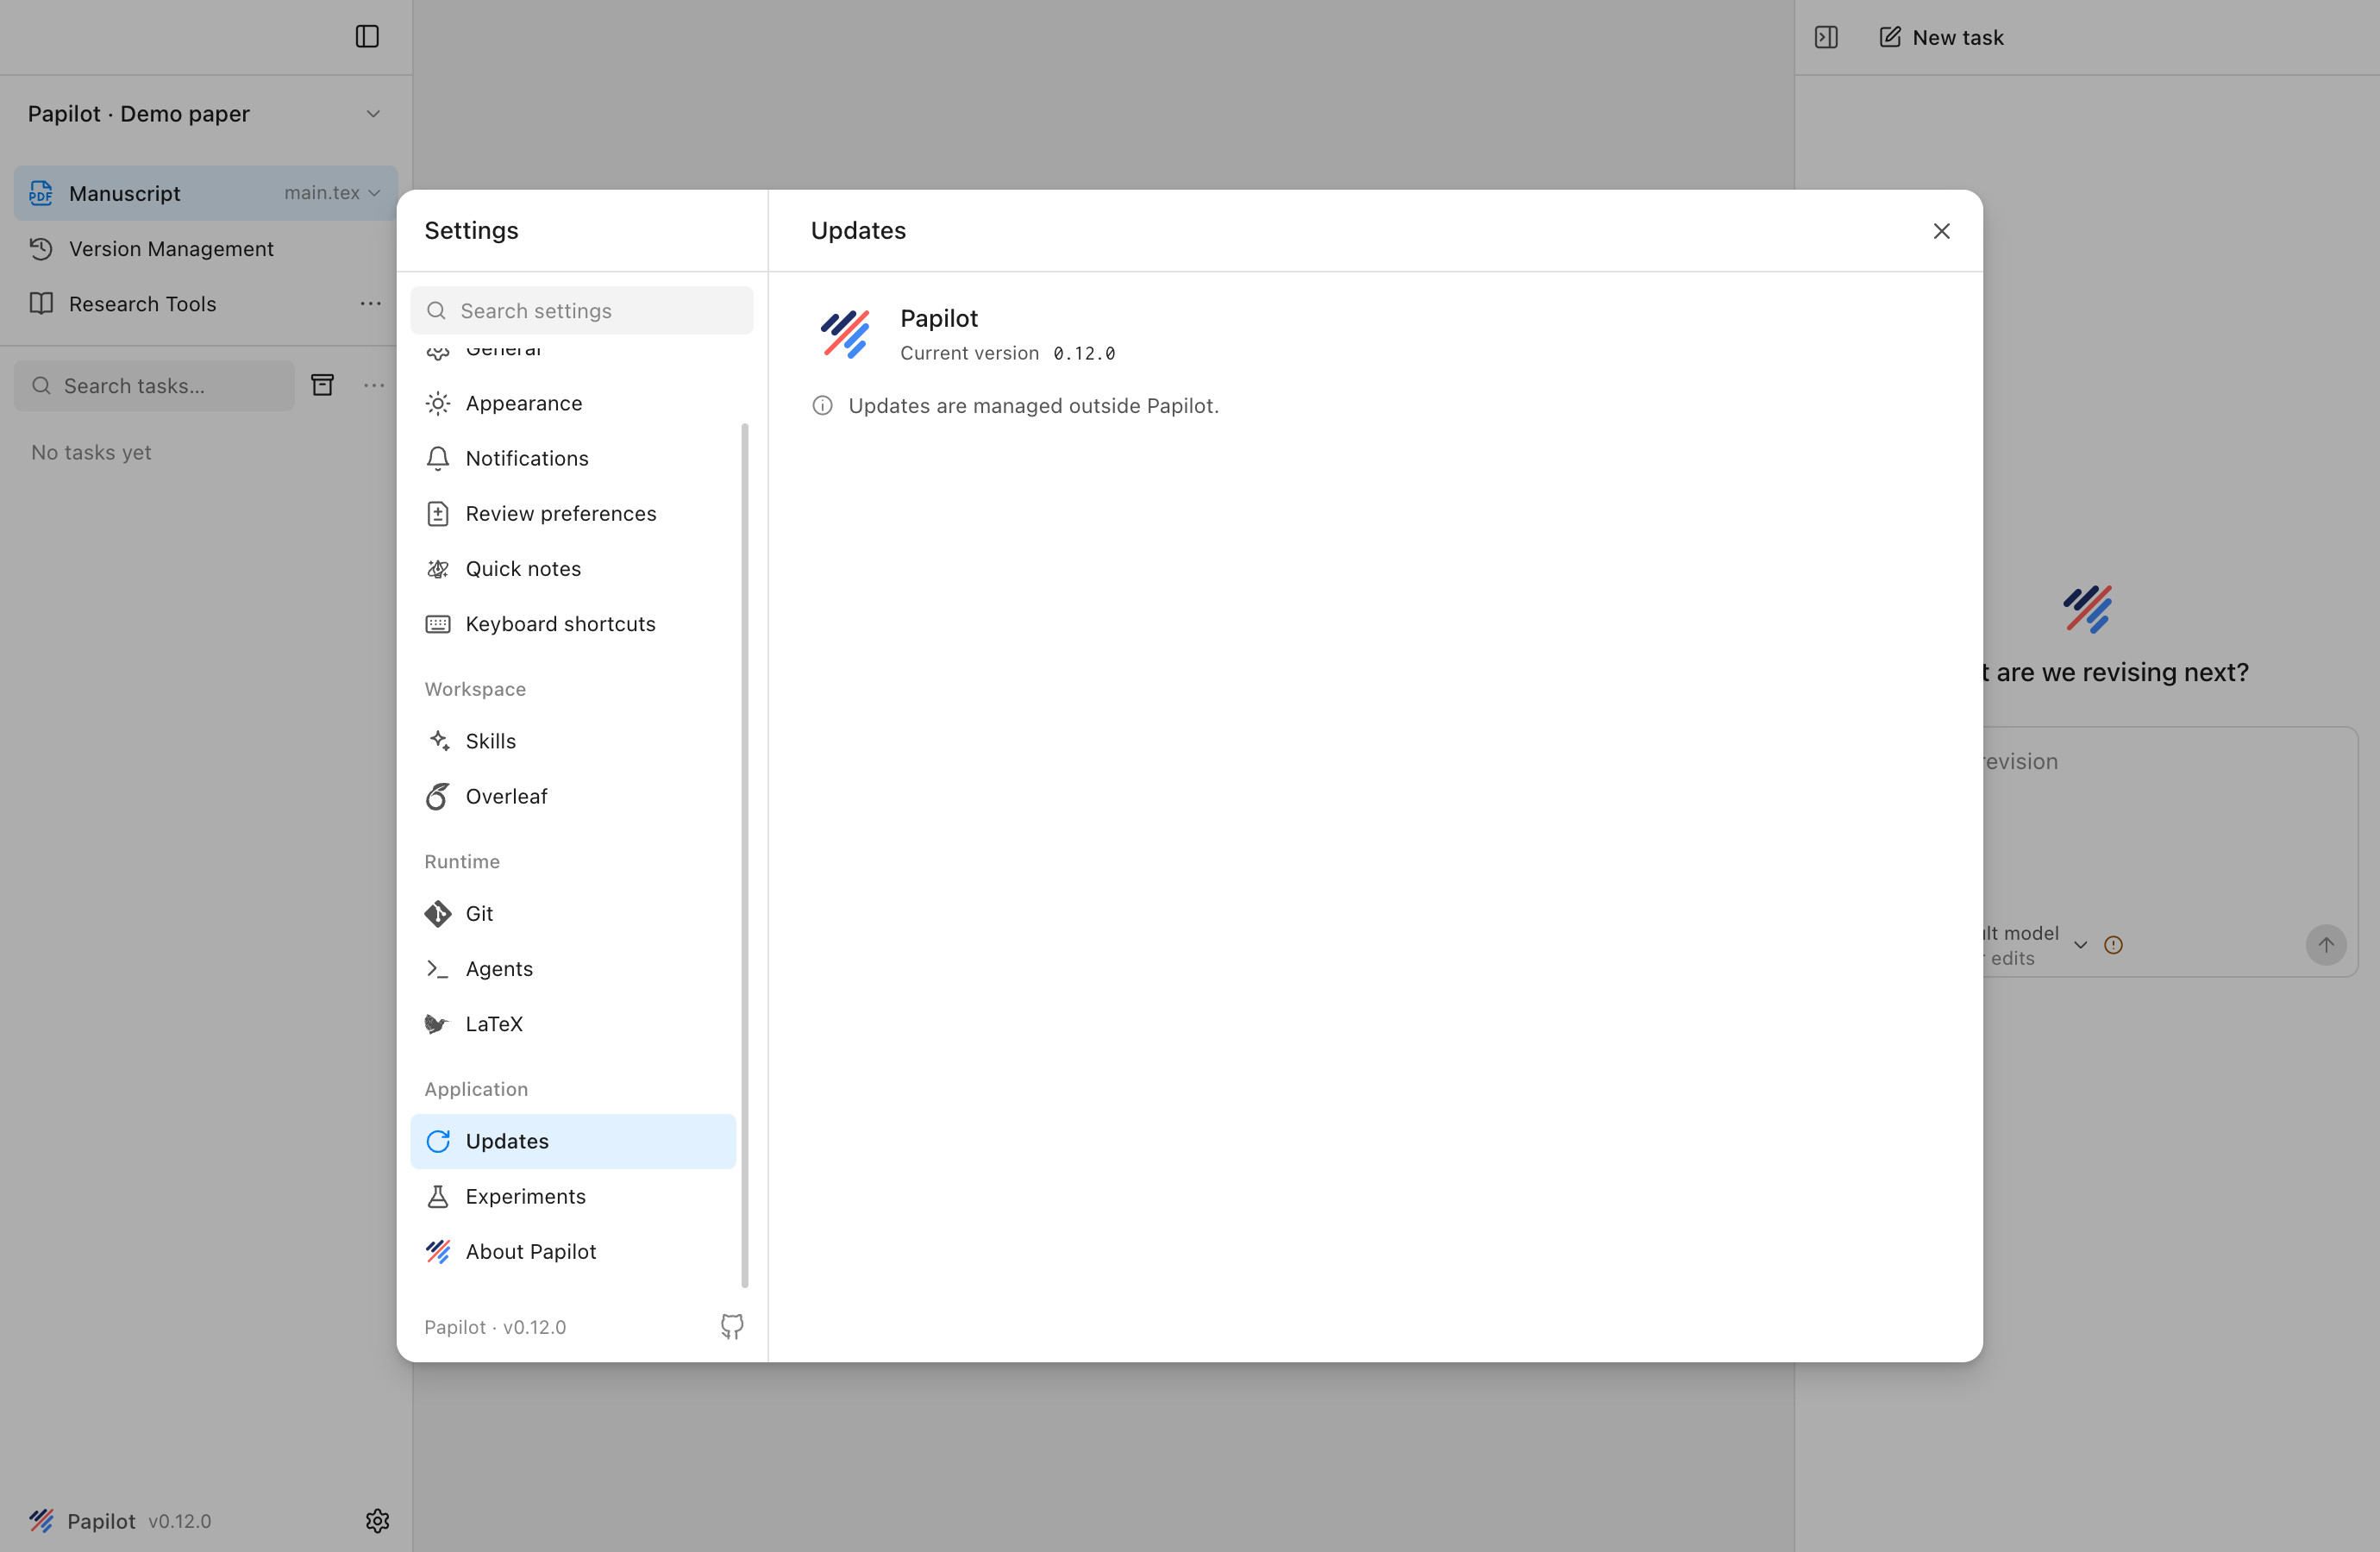 New task
Papilot · Demo paper
Manuscript
main.tex
Version Management
Research Tools
Search tasks...
No tasks yet
Settings
Search settings
General
Appearance
Notifications
Review preferences
Quick notes
Keyboard shortcuts
Workspace
Skills
Overleaf
Runtime
Git
Agents
LaTeX
Application
Updates
Experiments
About Papilot
Papilot · v0.12.0
Updates
Papilot
Current version 0.12.0
Updates are managed outside Papilot.
are we revising next?
model
edits
Papilot v0.12.0